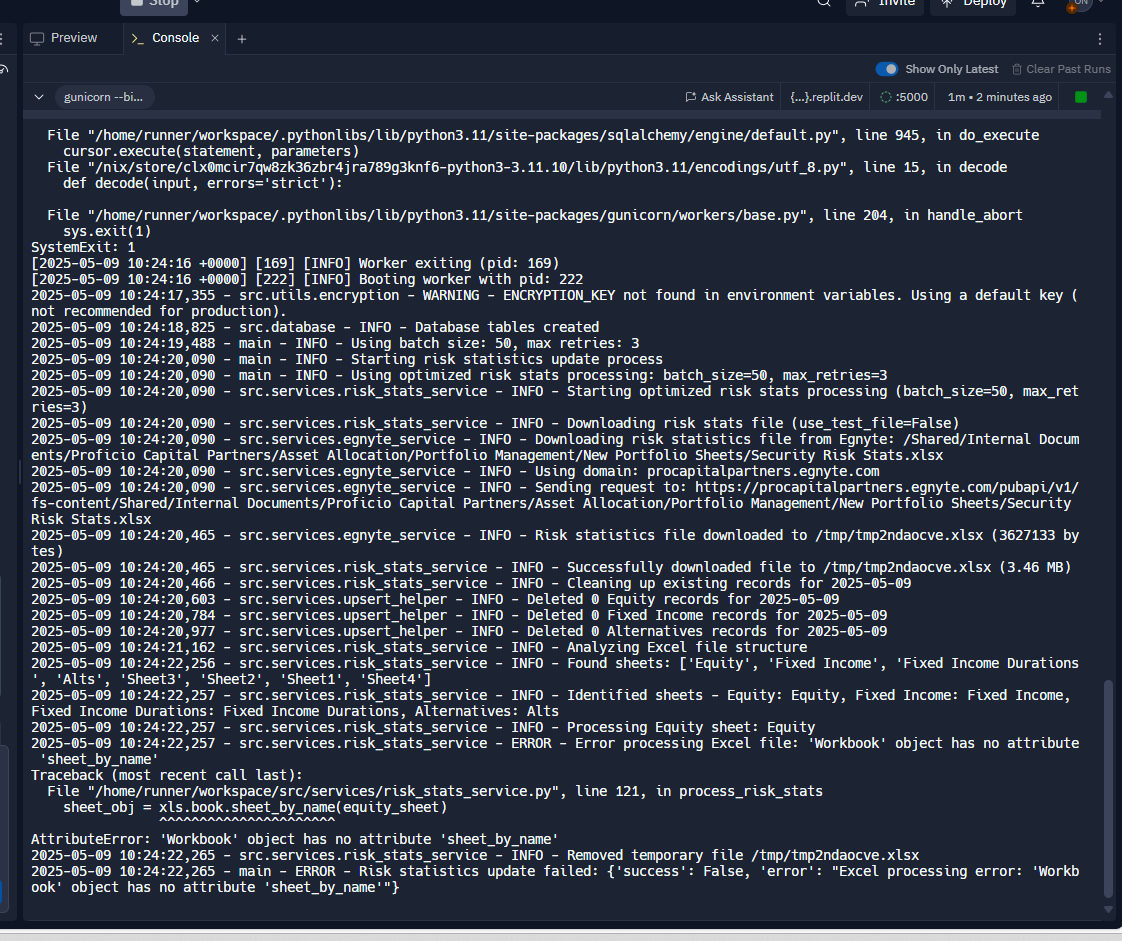 Stop
Invite
Deploy
ON
Preview
Console
Show Only Latest
Clear Past Runs
gunicorn --bi...
Ask Assistant
{...}.replit.dev
:5000
1m • 2 minutes ago
File "/home/runner/workspace/.pythonlibs/lib/python3.11/site-packages/sqlalchemy/engine/default.py", line 945, in do_execute
cursor.execute(statement, parameters)
File "/nix/store/clx0mcir7qw8zk36zbr4jra789g3knf6-python3-3.11.10/lib/python3.11/encodings/utf_8.py", line 15, in decode
def decode(input, errors='strict'):
File "/home/runner/workspace/.pythonlibs/lib/python3.11/site-packages/gunicorn/workers/base.py", line 204, in handle_abort
sys.exit(1)
SystemExit: 1
[2025-05-09 10:24:16 +0000] [169] [INFO] Worker exiting (pid: 169)
[2025-05-09 10:24:16 +0000] [222] [INFO] Booting worker with pid: 222
2025-05-09 10:24:17,355 - src.utils.encryption - WARNING - ENCRYPTION_KEY not found in environment variables. Using a default key (
not recommended for production).
2025-05-09 10:24:18,825 - src.database - INFO - Database tables created
2025-05-09 10:24:19,488 - main - INFO - Using batch size: 50, max retries: 3
2025-05-09 10:24:20,090 - main - INFO - Starting risk statistics update process
2025-05-09 10:24:20,090 - main - INFO - Using optimized risk stats processing: batch_size=50, max_retries=3
2025-05-09 10:24:20,090 - src.services.risk_stats_service - INFO - Starting optimized risk stats processing (batch_size=50, max_ret
ries=3)
2025-05-09 10:24:20,090 - src.services.risk_stats_service - INFO - Downloading risk stats file (use_test_file=False)
2025-05-09 10:24:20,090 - src.services.egnyte_service - INFO - Downloading risk statistics file from Egnyte: /Shared/Internal Docum
ents/Proficio Capital Partners/Asset Allocation/Portfolio Management/New Portfolio Sheets/Security Risk Stats.xlsx
2025-05-09 10:24:20,090 - src.services.egnyte_service - INFO - Using domain: procapitalpartners.egnyte.com
2025-05-09 10:24:20,090 - src.services.egnyte_service - INFO - Sending request to: https://procapitalpartners.egnyte.com/pubapi/v1/
fs-content/Shared/Internal Documents/Proficio Capital Partners/Asset Allocation/Portfolio Management/New Portfolio Sheets/Security
Risk Stats.xlsx
2025-05-09 10:24:20,465 - src.services.egnyte_service - INFO - Risk statistics file downloaded to /tmp/tmp2ndaocve.xlsx (3627133 by
tes)
2025-05-09 10:24:20,465 - src.services.risk_stats_service - INFO - Successfully downloaded file to /tmp/tmp2ndaocve.xlsx (3.46 MB)
2025-05-09 10:24:20,466 - src.services.risk_stats_service - INFO - Cleaning up existing records for 2025-05-09
2025-05-09 10:24:20,603 - src.services.upsert_helper - INFO - Deleted 0 Equity records for 2025-05-09
2025-05-09 10:24:20,784 - src.services.upsert_helper - INFO - Deleted 0 Fixed Income records for 2025-05-09
2025-05-09 10:24:20,977 - src.services.upsert_helper - INFO - Deleted 0 Alternatives records for 2025-05-09
2025-05-09 10:24:21,162 - src.services.risk_stats_service - INFO - Analyzing Excel file structure
2025-05-09 10:24:22,256 - src.services.risk_stats_service - INFO - Found sheets: ['Equity', 'Fixed Income', 'Fixed Income Durations
', 'Alts', 'Sheet3', 'Sheet2', 'Sheet1', 'Sheet4']
2025-05-09 10:24:22,257 - src.services.risk_stats_service - INFO - Identified sheets - Equity: Equity, Fixed Income: Fixed Income,
Fixed Income Durations: Fixed Income Durations, Alternatives: Alts
2025-05-09 10:24:22,257 - src.services.risk_stats_service - INFO - Processing Equity sheet: Equity
2025-05-09 10:24:22,257 - src.services.risk_stats_service - ERROR - Error processing Excel file: 'Workbook' object has no attribute
'sheet_by_name'
Traceback (most recent call last):
File "/home/runner/workspace/src/services/risk_stats_service.py", line 121, in process_risk_stats
sheet_obj = xls.book.sheet_by_name(equity_sheet)
^^^^^^^^^^^^^^^^^^^^^^
AttributeError: 'Workbook' object has no attribute 'sheet_by_name'
2025-05-09 10:24:22,265 - src.services.risk_stats_service - INFO - Removed temporary file /tmp/tmp2ndaocve.xlsx
2025-05-09 10:24:22,265 - main - ERROR - Risk statistics update failed: {'success': False, 'error': "Excel processing error: 'Workb
ook' object has no attribute 'sheet_by_name'"}